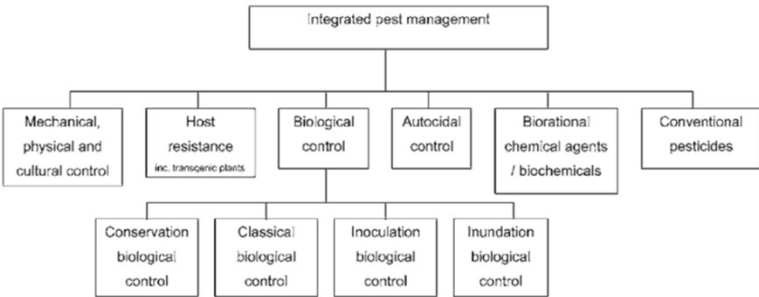 Integrated pest management
Mechanical,
physical and
cultural control
Host
resistance
inc. transgenic plants
Biological
control
Autocidal
control
Biorational
chemical agents
/ biochemicals
Conventional
pesticides
Conservation
biological
control
Classical
biological
control
Inoculation
biological
control
Inundation
biological
control